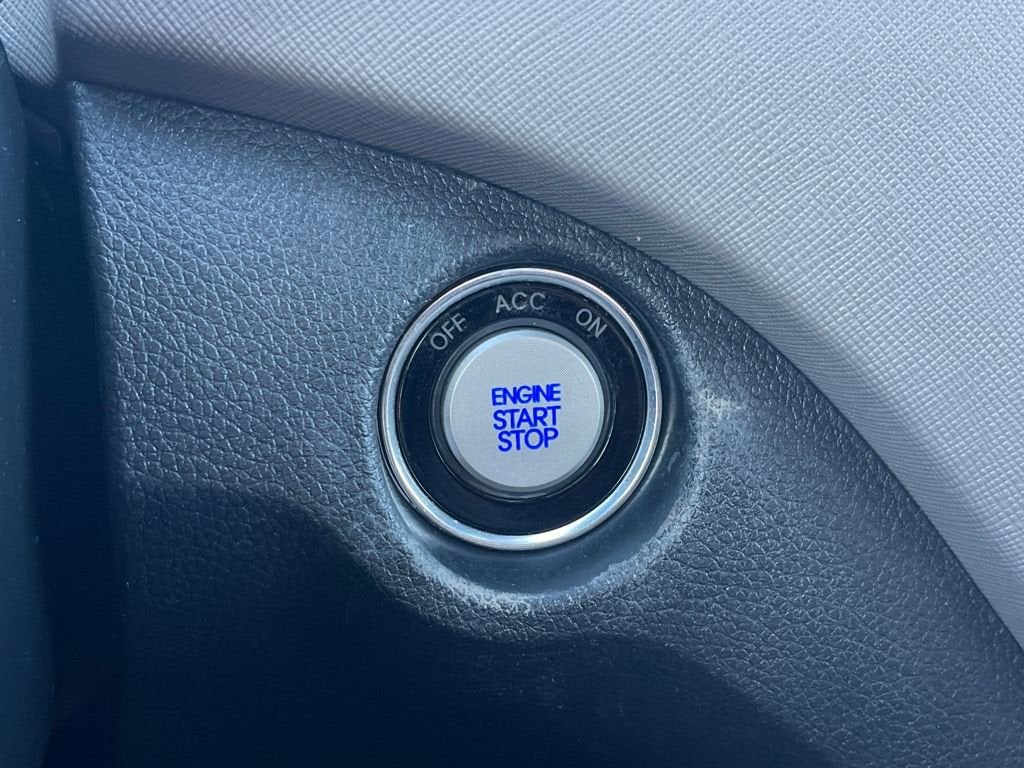 OFF ACC ON
ENGINE
START
STOP